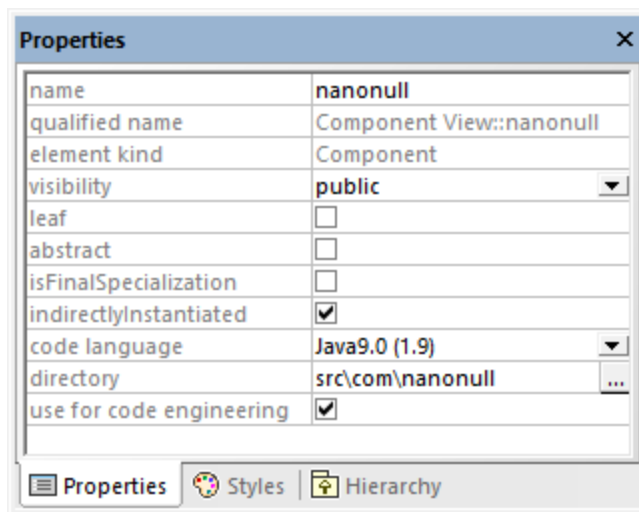 Properties
name nanonull
qualified name Component View::nanonull
element kind Component
visibility public
leaf
abstract
isFinalSpecialization
indirectlyInstantiated
code language Java9.0 (1.9)
directory src\com\nanonull ...
use for code engineering
Properties Styles Hierarchy